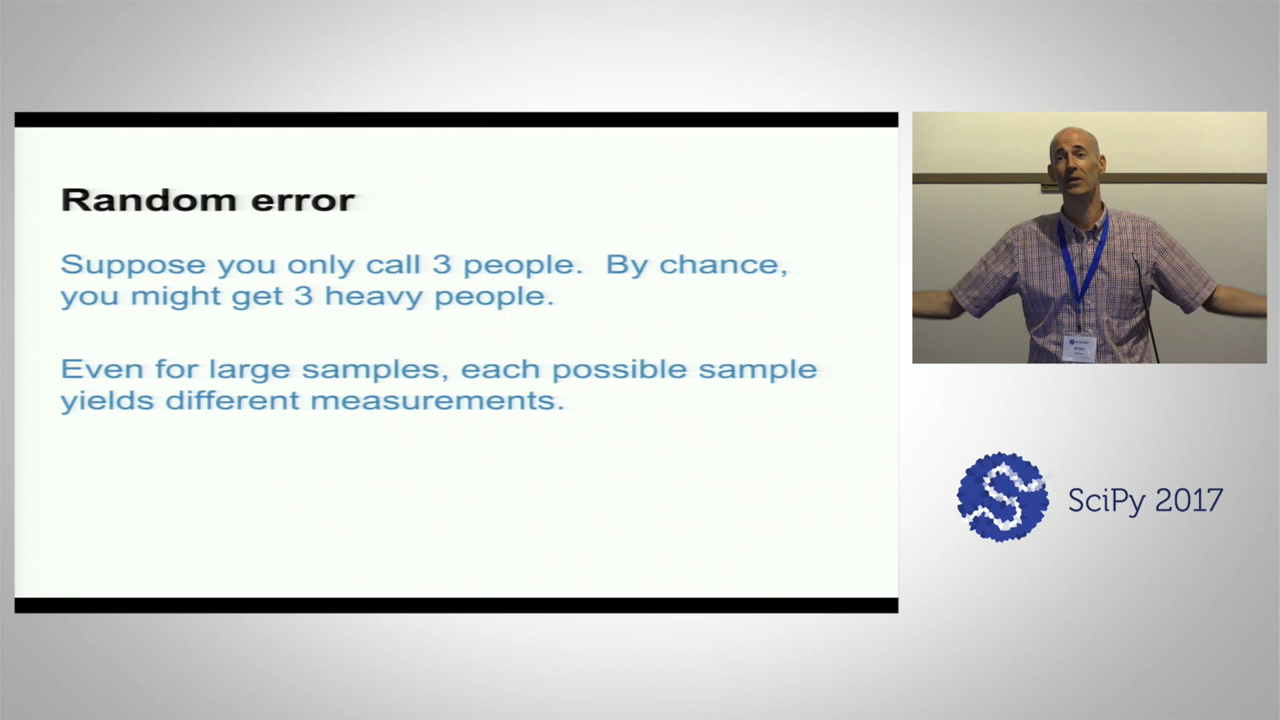 Random error
Suppose you only call 3 people.  By chance,
you might get 3 heavy people.
Even for large samples, each possible sample
yields different measurements.
SciPy 2017